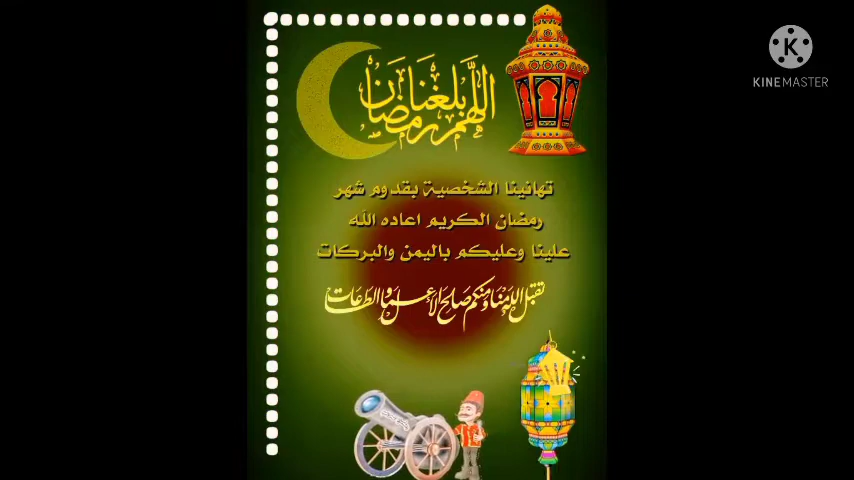 اللهم بلغنا رمضان
KINEMASTER
تهانينا الشخصية بقدوم شهر
رمضان الكريم اعاده الله
علينا وعليكم باليمن والبركات
تقبل الله منا ومنكم صالح الأعمال والطاعات